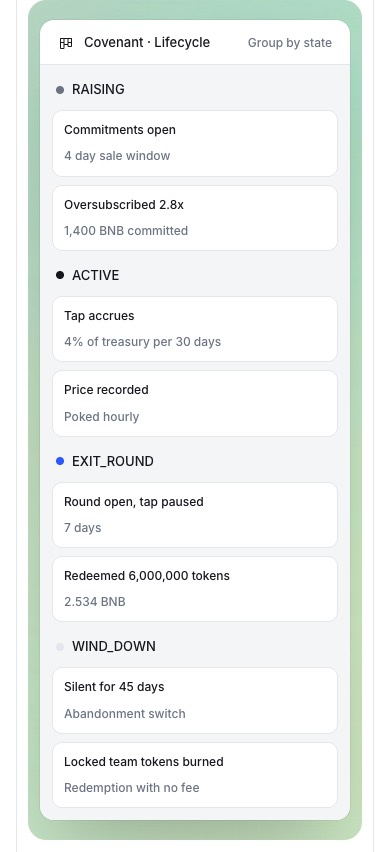 Covenant · Lifecycle
Group by state
RAISING
Commitments open
4 day sale window
Oversubscribed 2.8x
1,400 BNB committed
ACTIVE
Tap accrues
4% of treasury per 30 days
Price recorded
Poked hourly
EXIT_ROUND
Round open, tap paused
7 days
Redeemed 6,000,000 tokens
2.534 BNB
WIND_DOWN
Silent for 45 days
Abandonment switch
Locked team tokens burned
Redemption with no fee